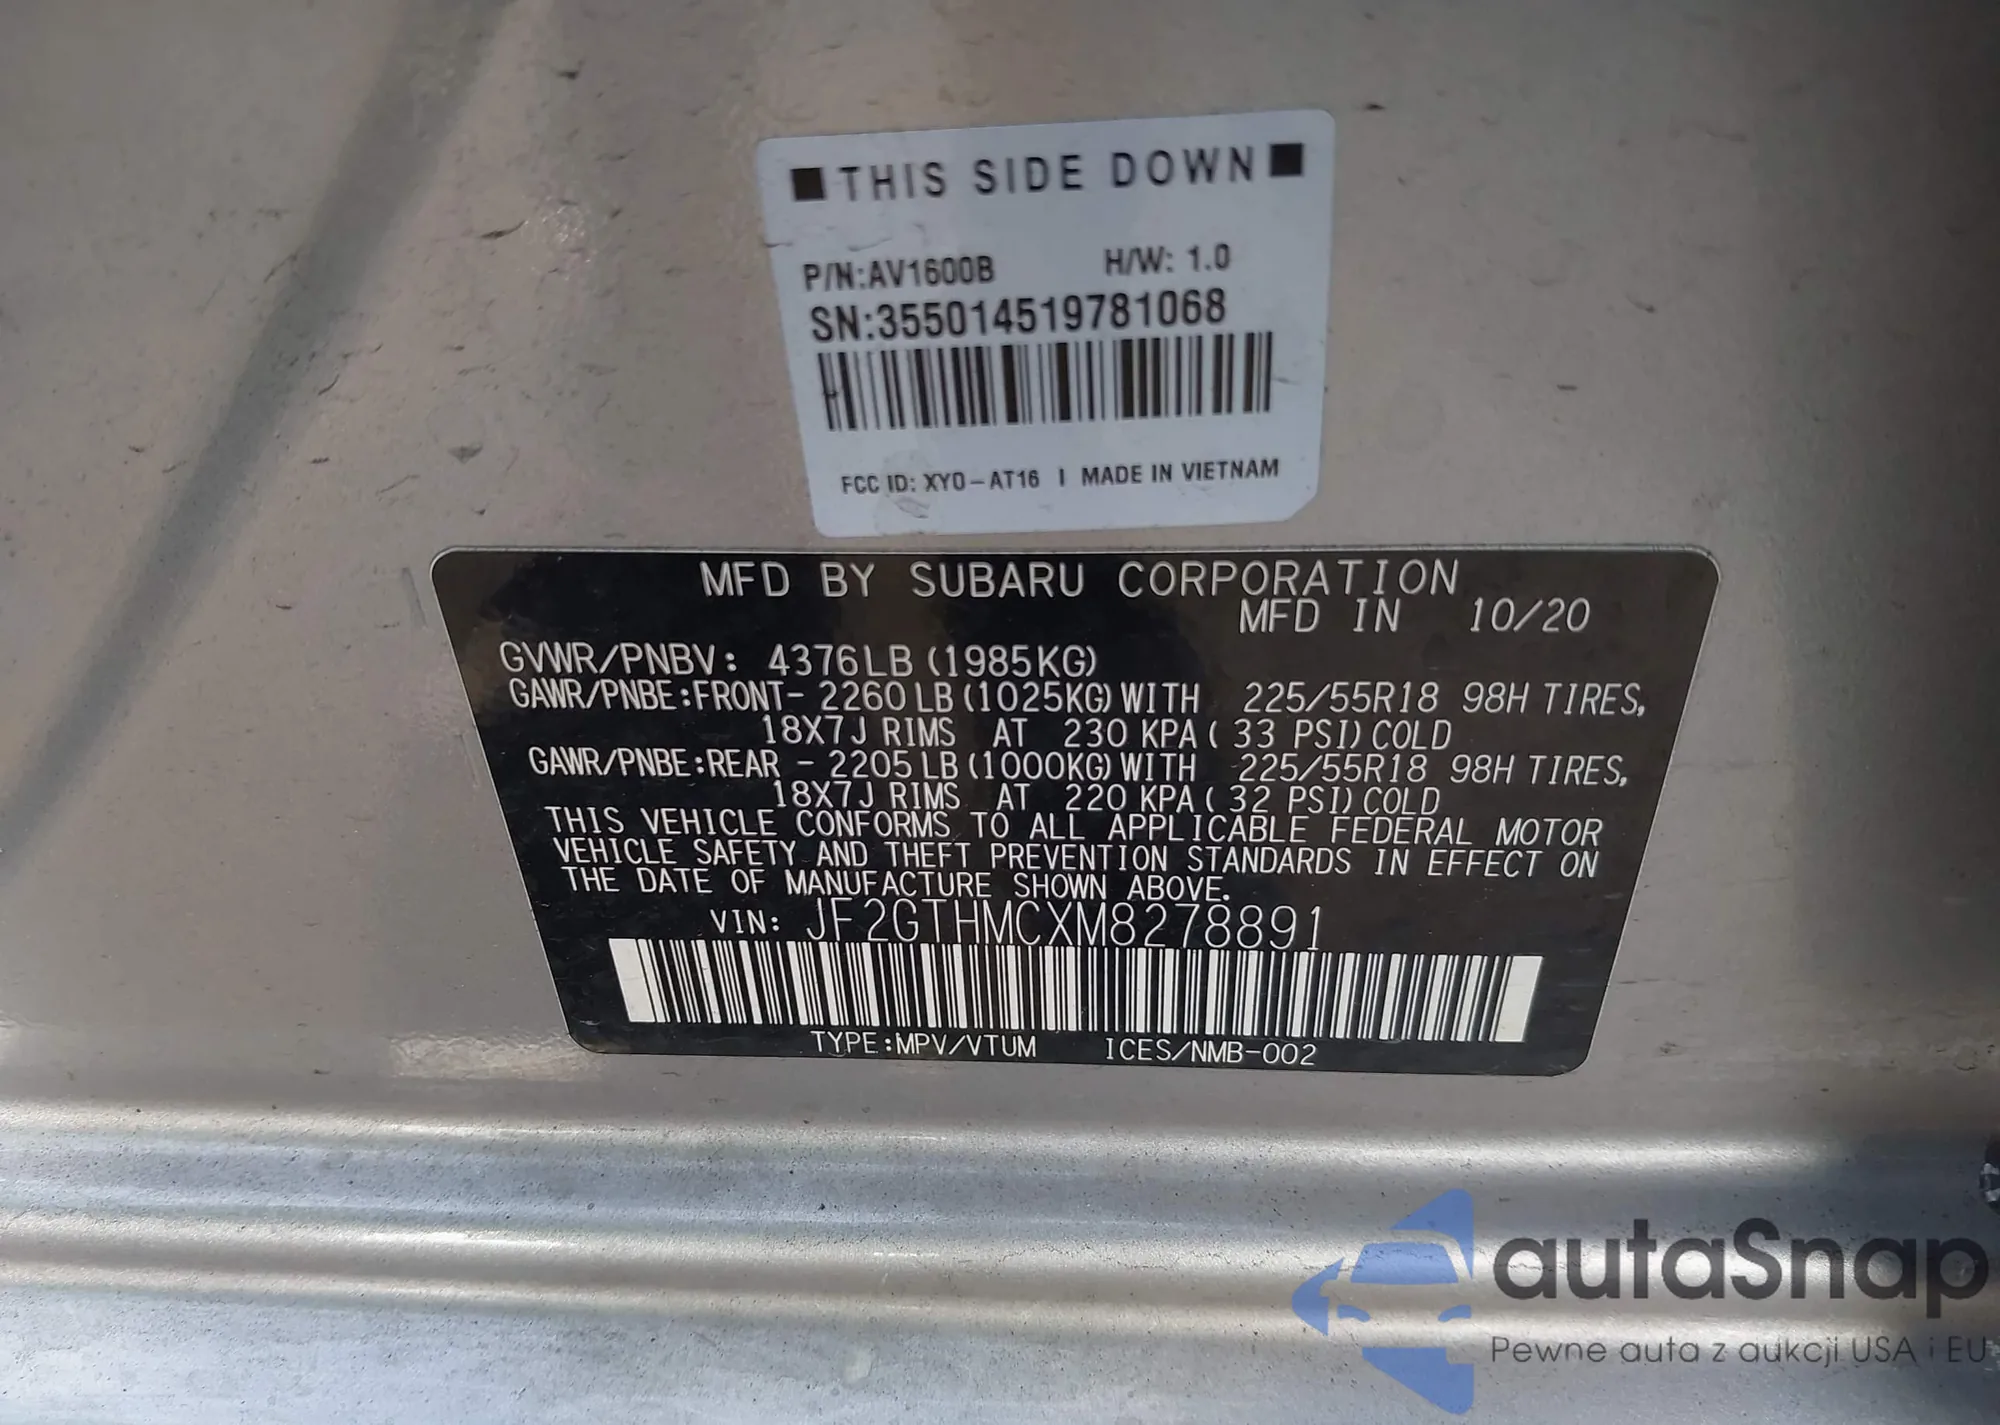 ■ THIS SIDE DOWN ■
P/N:AV1600B H/W: 1.0
SN:355014519781068
FCC ID: XYO-AT16 | MADE IN VIETNAM
MFD BY SUBARU CORPORATION
MFD IN 10/20
GVWR/PNBV: 4376LB (1985KG)
GAWR/PNBE:FRONT- 2260LB (1025KG) WITH 225/55R18 98H TIRES,
18X7J RIMS AT 230 KPA ( 33 PSI) COLD
GAWR/PNBE:REAR - 2205LB (1000KG) WITH 225/55R18 98H TIRES,
18X7J RIMS AT 220 KPA ( 32 PSI) COLD
THIS VEHICLE CONFORMS TO ALL APPLICABLE FEDERAL MOTOR
VEHICLE SAFETY AND THEFT PREVENTION STANDARDS IN EFFECT ON
THE DATE OF MANUFACTURE SHOWN ABOVE.
VIN: JF2GTHMCXM8278891
TYPE:MPV/VTUM ICES/NMB-002
autaSnap
Pewne auta z aukcji USA i EU